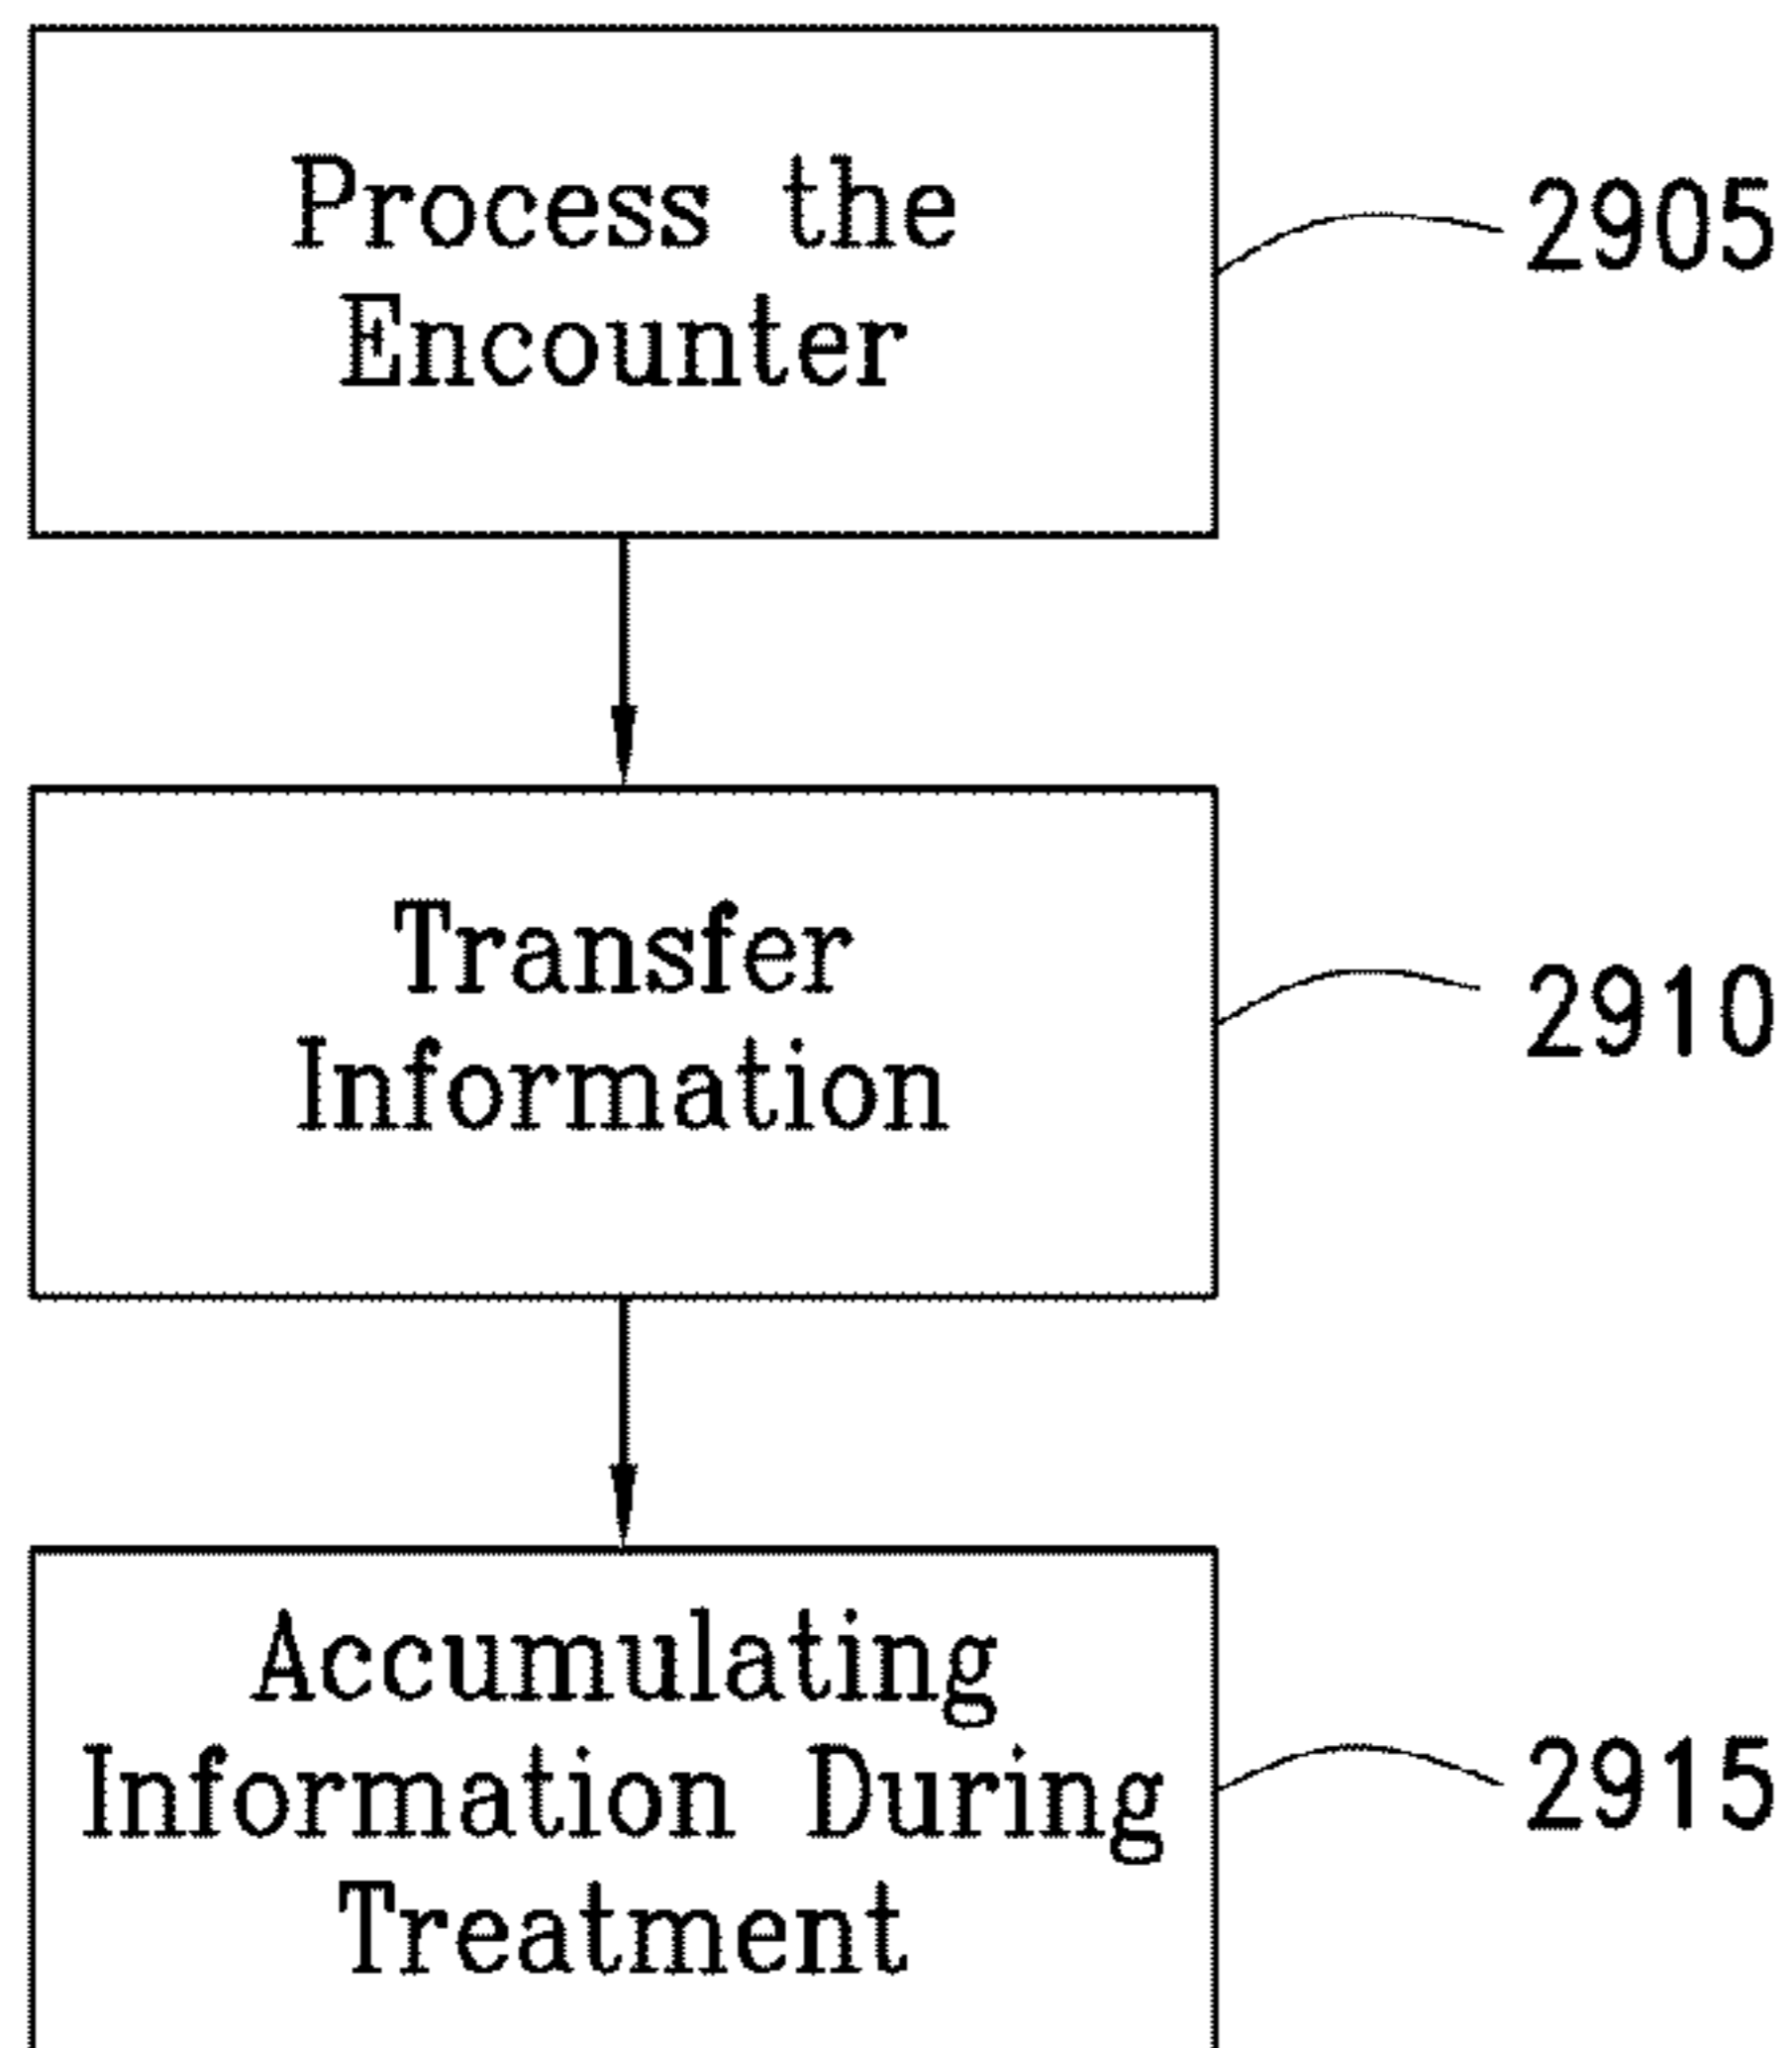 Process the
Encounter
2905
Transfer
Information
2910
Accumulating
Information During
Treatment
2915